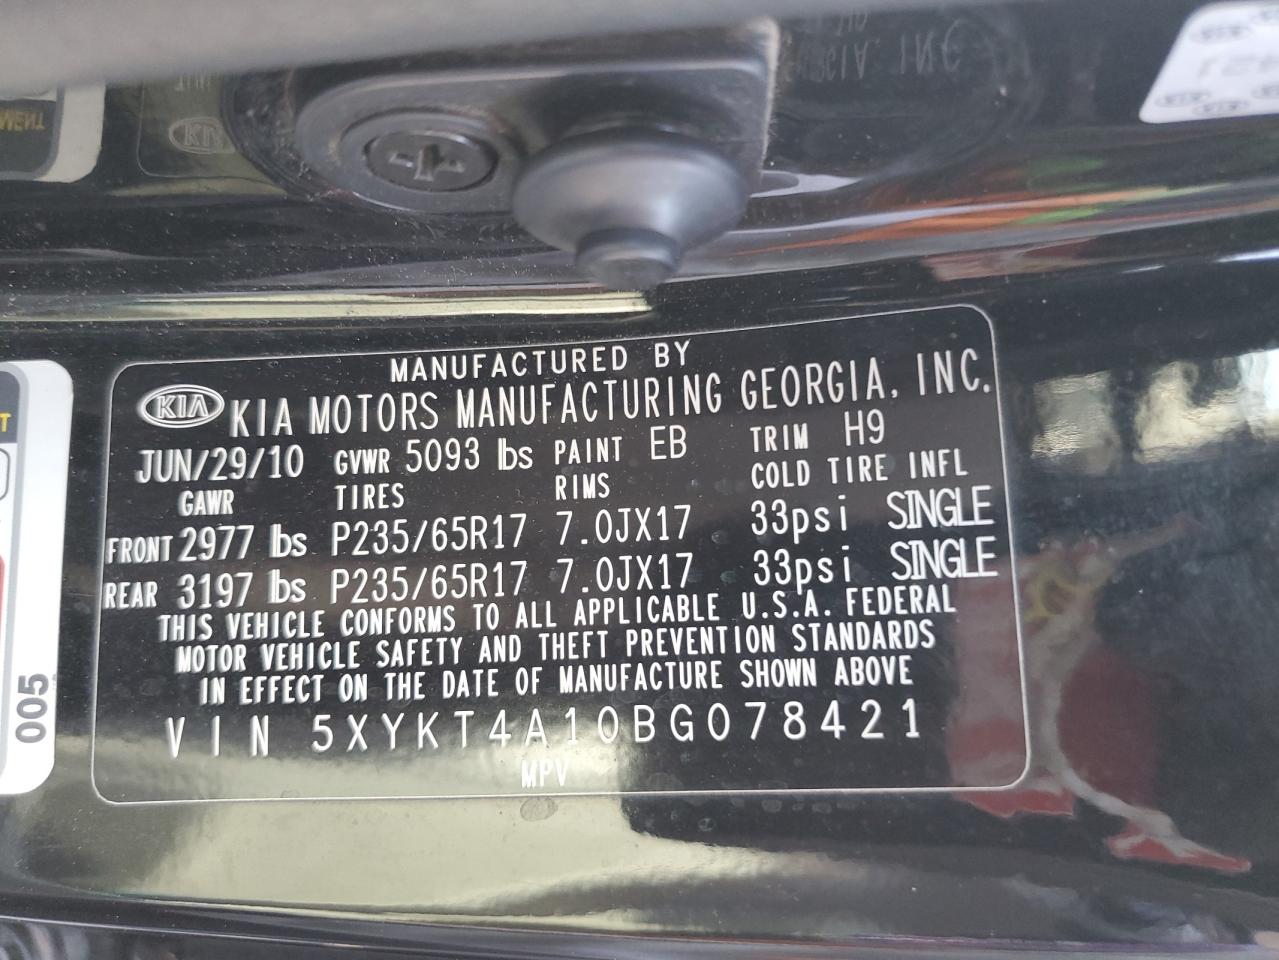 MANUFACTURED BY
KIA KIA MOTORS MANUFACTURING GEORGIA, INC.
JUN/29/10 GVWR 5093 lbs PAINT EB TRIM H9
GAWR TIRES RIMS COLD TIRE INFL
FRONT 2977 lbs P235/65R17 7.0JX17 33psi SINGLE
REAR 3197 lbs P235/65R17 7.0JX17 33psi SINGLE
THIS VEHICLE CONFORMS TO ALL APPLICABLE U.S.A. FEDERAL
MOTOR VEHICLE SAFETY AND THEFT PREVENTION STANDARDS
IN EFFECT ON THE DATE OF MANUFACTURE SHOWN ABOVE
VIN 5XYKT4A10BG078421
MPV
005